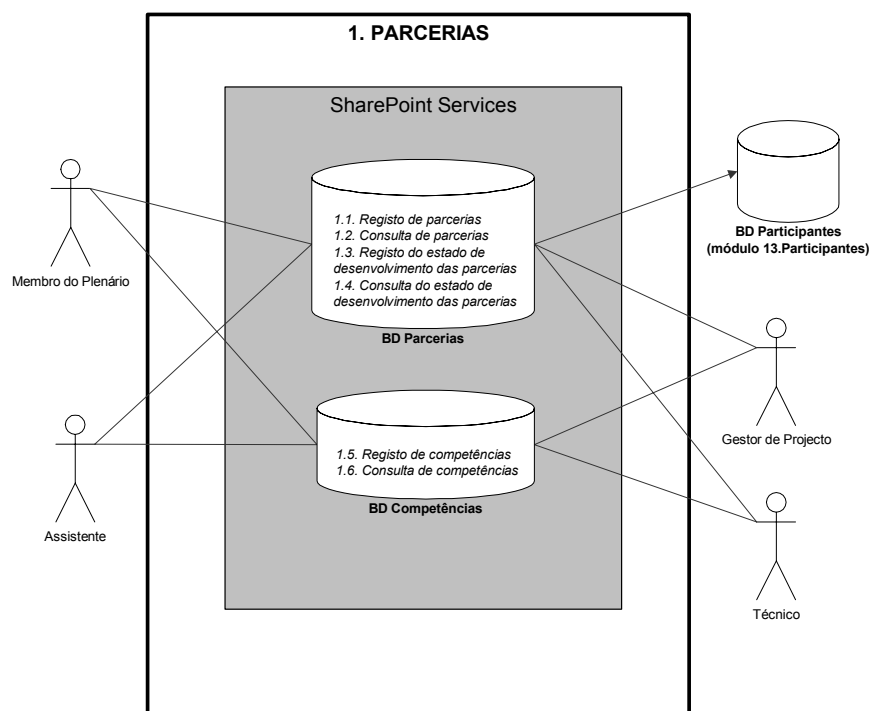 1. PARCERIAS
SharePoint Services
1.1. Registo de parcerias
1.2. Consulta de parcerias
1.3. Registo do estado de
desenvolvimento das parcerias
1.4. Consulta do estado de
desenvolvimento das parcerias
BD Parcerias
BD Participantes
(módulo 13.Participantes)
Membro do Plenário
Gestor de Projecto
1.5. Registo de competências
1.6. Consulta de competências
BD Competências
Assistente
Técnico